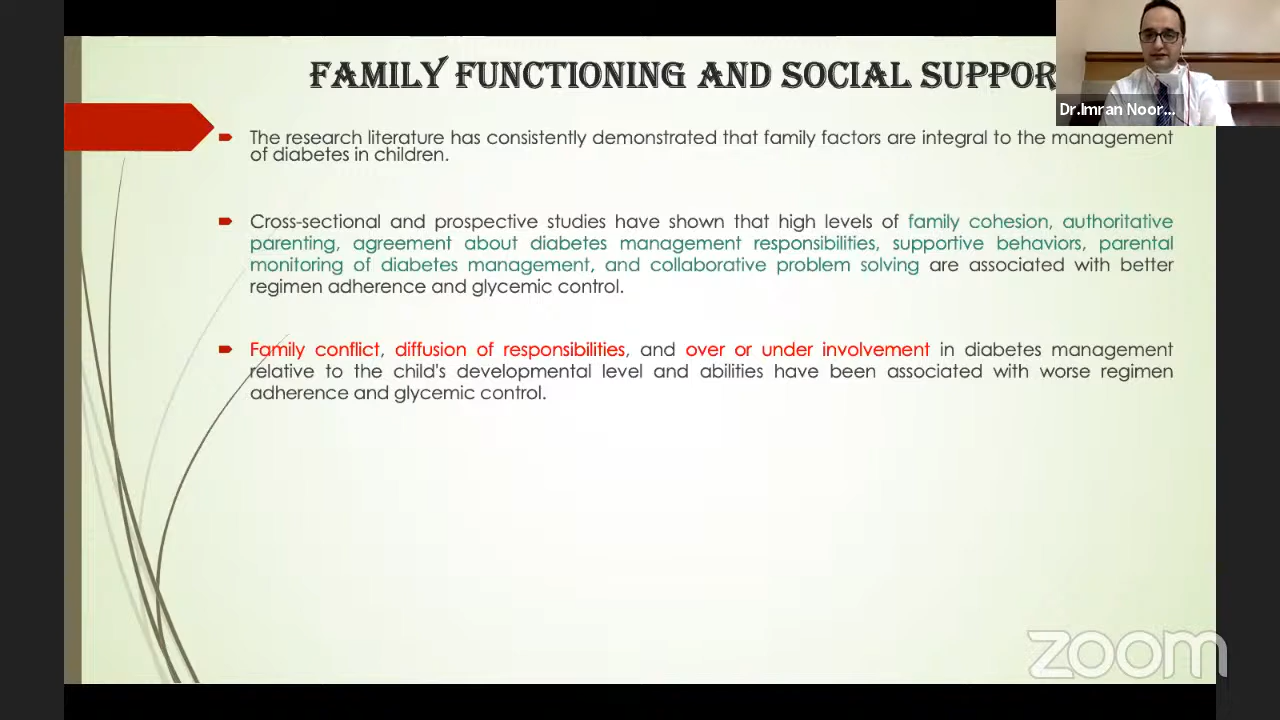 FAMILY FUNCTIONING AND SOCIAL SUPPOR
Dr.Imran Noor...
The research literature has consistently demonstrated that family factors are integral to the management
of diabetes in children.
Cross-sectional and prospective studies have shown that high levels of family cohesion, authoritative
parenting, agreement about diabetes management responsibilities, supportive behaviors, parental
monitoring of diabetes management, and collaborative problem solving are associated with better
regimen adherence and glycemic control.
Family conflict, diffusion of responsibilities, and over or under involvement in diabetes management
relative to the child's developmental level and abilities have been associated with worse regimen
adherence and glycemic control.
zoom